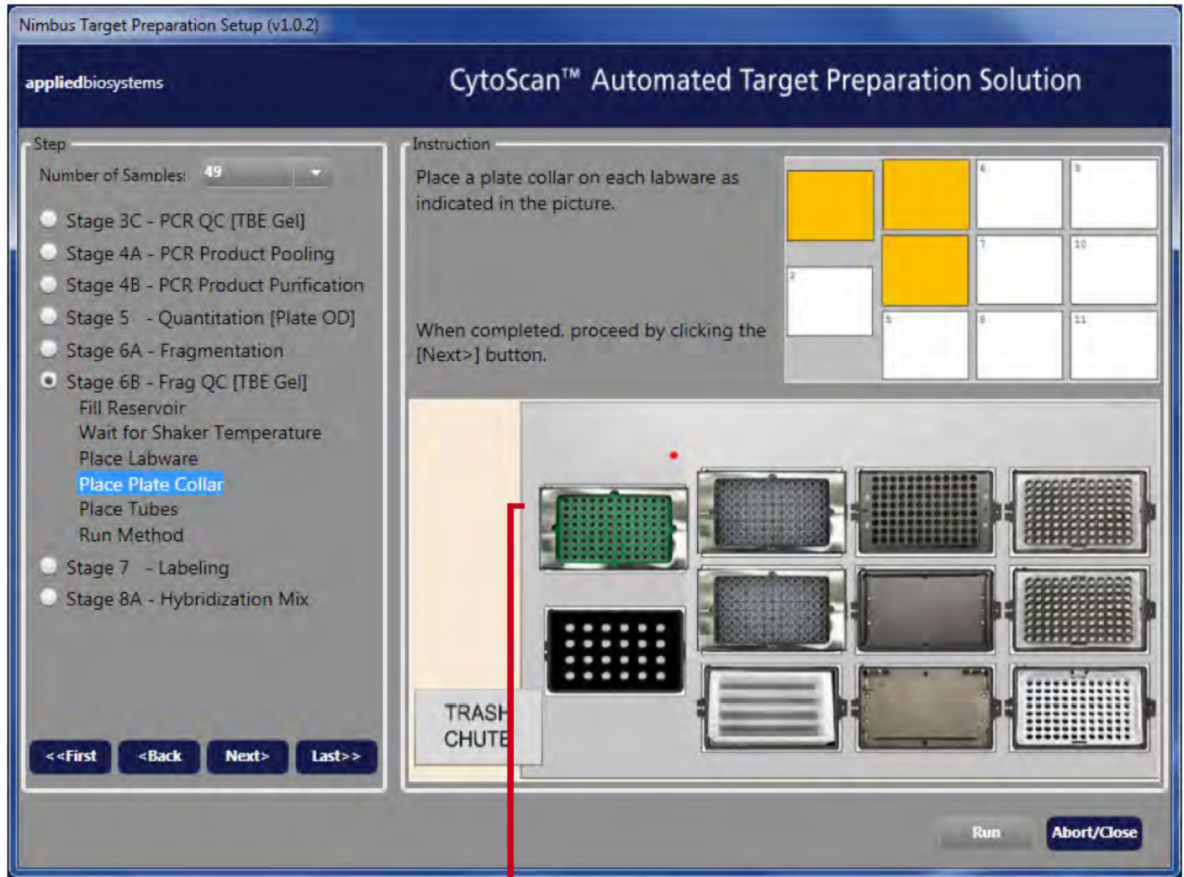 Nimbus Target Preparation Setup (v1.0.2)
appliedbiosystems
CytoScan™ Automated Target Preparation Solution
Step
Number of Samples: 49
Stage 3C - PCR QC [TBE Gel]
Stage 4A - PCR Product Pooling
Stage 4B - PCR Product Purification
Stage 5 - Quantitation [Plate OD]
Stage 6A - Fragmentation
Stage 6B - Frag QC [TBE Gel]
Fill Reservoir
Wait for Shaker Temperature
Place Labware
Place Plate Collar
Place Tubes
Run Method
Stage 7 - Labeling
Stage 8A - Hybridization Mix
<<First <Back Next> Last>>
Instruction
Place a plate collar on each labware as
indicated in the picture.
When completed, proceed by clicking the
[Next>] button.
6 9
2 7 10
5 8 11
TRASH
CHUTE
Run Abort/Close